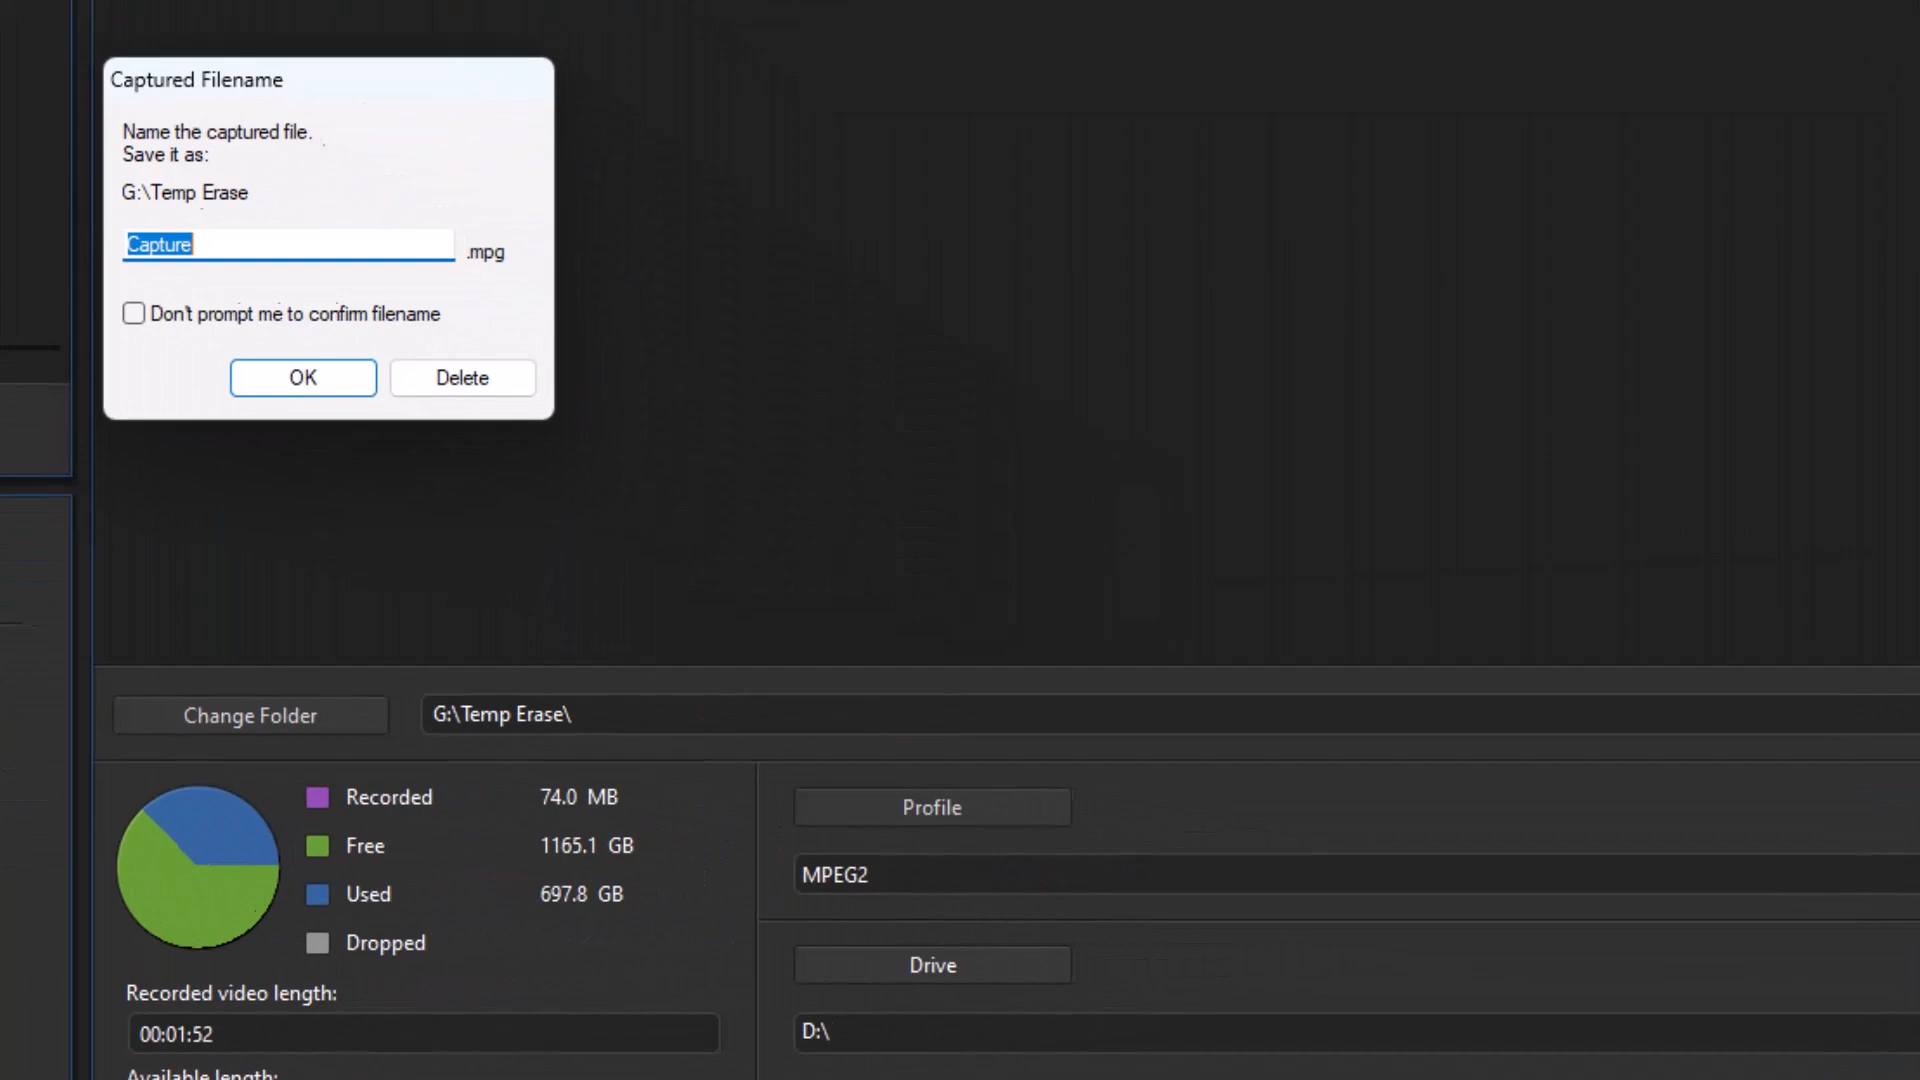 Captured Filename
Name the captured file.
Save it as:
G:\Temp Erase
Capture
.mpg
Don't prompt me to confirm filename
OK
Delete
Change Folder
G:\Temp Erase\
Recorded 74.0 MB
Free 1165.1 GB
Used 697.8 GB
Dropped
Recorded video length:
00:01:52
Available length:
Profile
MPEG2
Drive
D:\